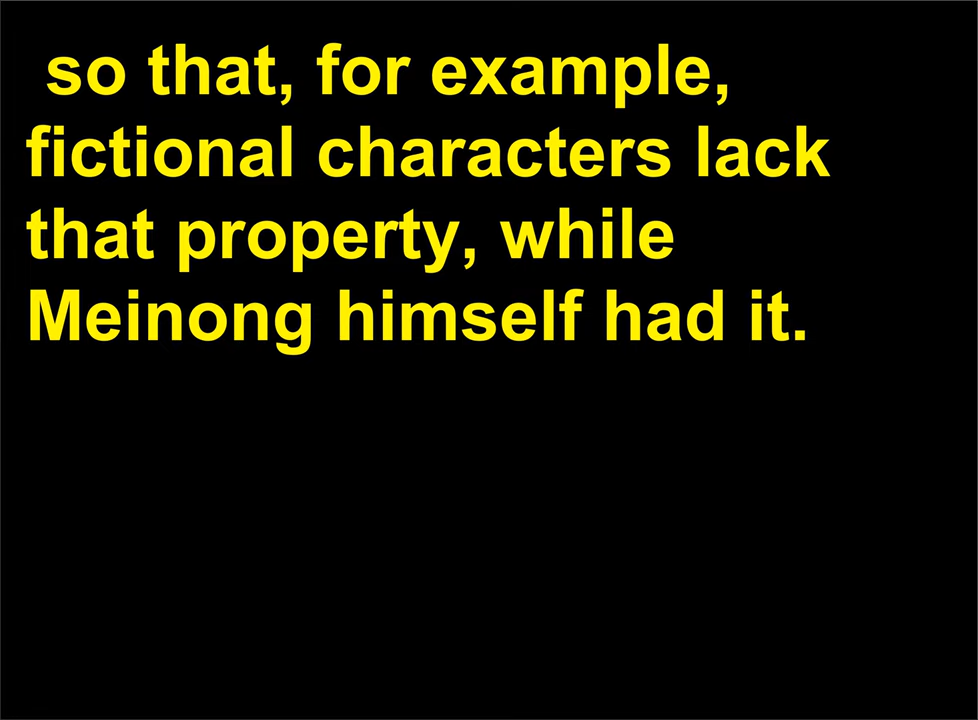 so that, for example,
fictional characters lack
that property, while
Meinong himself had it.